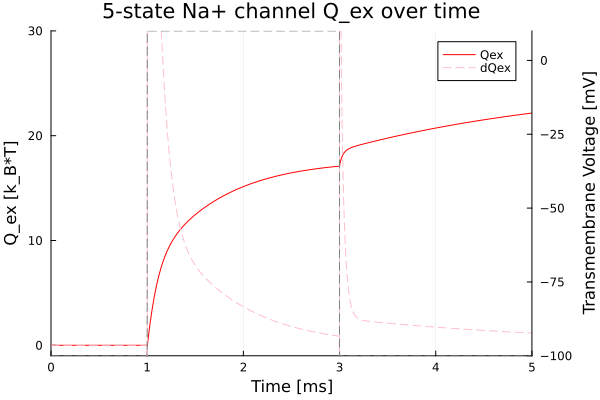 5-state Na+ channel Q_ex over time
Q_ex [k_B*T]
30
20
10
0
Qex
dQex
0
−25
−50
−75
−100
Transmembrane Voltage [mV]
0
1
2
3
4
5
Time [ms]